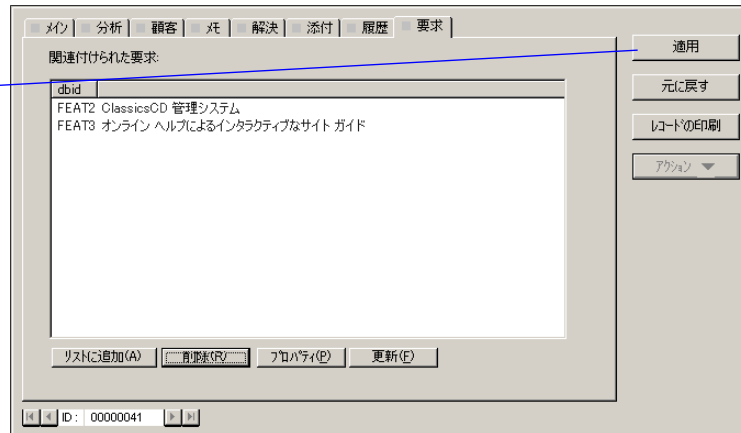 メイン 分析 顧客 メモ 解決 添付 履歴 要求
関連付けられた要求:
dbid
FEAT2 ClassicsCD 管理システム
FEAT3 オンライン ヘルプによるインタラクティブなサイト ガイド
リストに追加(A) 削除(R) プロパティ(P) 更新(F)
ID : 00000041
適用
元に戻す
レコードの印刷
アクション